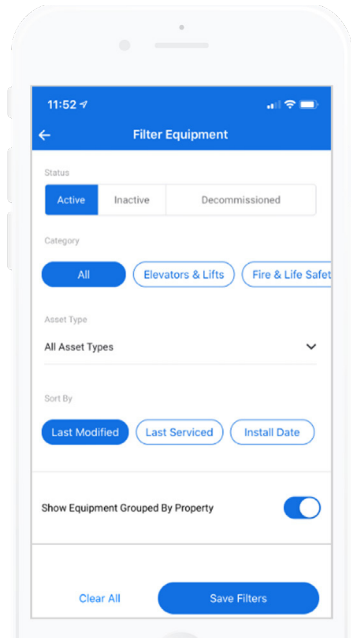 11:52
Filter Equipment
Status
Active Inactive Decommissioned
Category
All Elevators & Lifts Fire & Life Safet
Asset Type
All Asset Types
Sort By
Last Modified Last Serviced Install Date
Show Equipment Grouped By Property
Clear All Save Filters